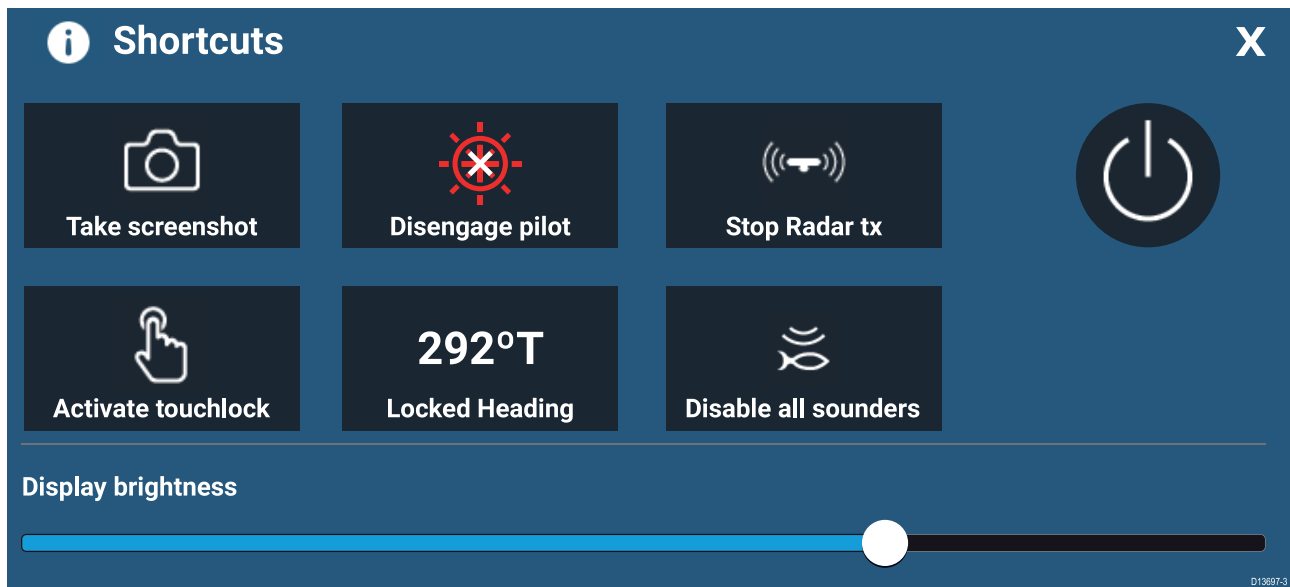 Shortcuts
X
Take screenshot
Disengage pilot
Stop Radar tx
Activate touchlock
292ºT
Locked Heading
Disable all sounders
Display brightness
D13697-3